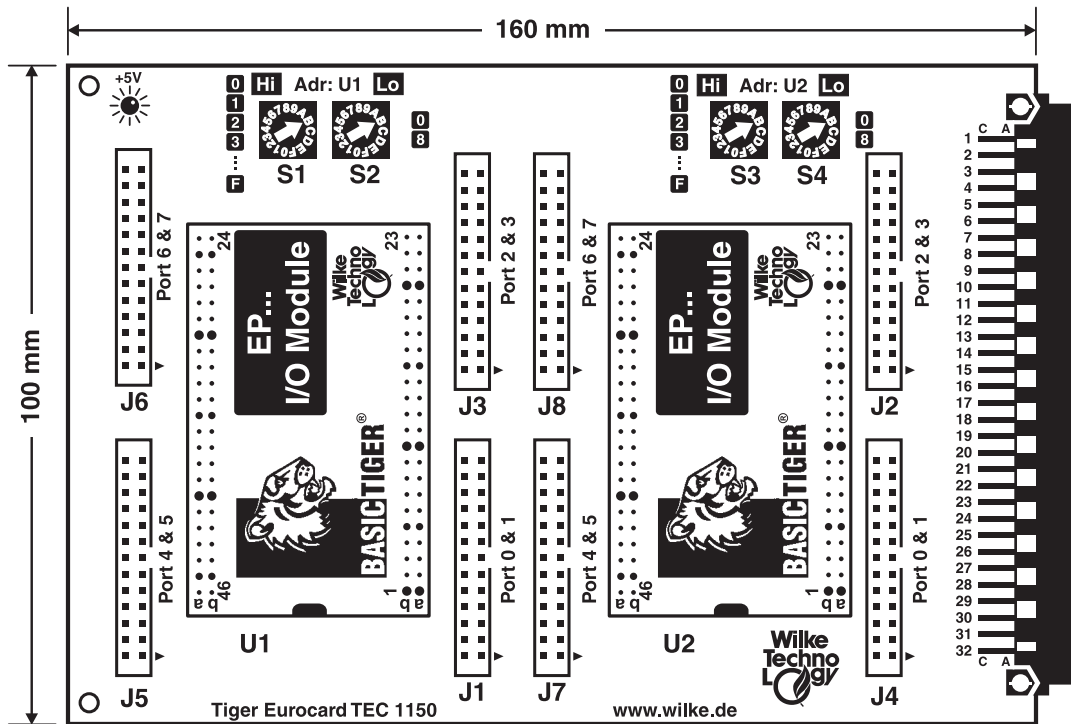 160 mm
100 mm
+5V
0
1
2
3
F
Hi Adr: U1 Lo
0123456789ABCDEF
0123456789ABCDEF
0
8
S1
S2
0
1
2
3
F
Hi Adr: U2 Lo
0123456789ABCDEF
0123456789ABCDEF
0
8
S3
S4
Port 6 & 7
J6
Port 4 & 5
J5
24
23
EP...
I/O Module
Wilke
Techno
Logy
BASICTIGER®
a b 46
1 b a
U1
Port 2 & 3
J3
Port 0 & 1
J1
Port 6 & 7
J8
Port 4 & 5
J7
24
23
EP...
I/O Module
Wilke
Techno
Logy
BASICTIGER®
a b 46
1 b a
U2
Port 2 & 3
J2
Port 0 & 1
J4
Wilke
Techno
Logy
C A
1
2
3
4
5
6
7
8
9
10
11
12
13
14
15
16
17
18
19
20
21
22
23
24
25
26
27
28
29
30
31
32
C A
Tiger Eurocard TEC 1150
www.wilke.de